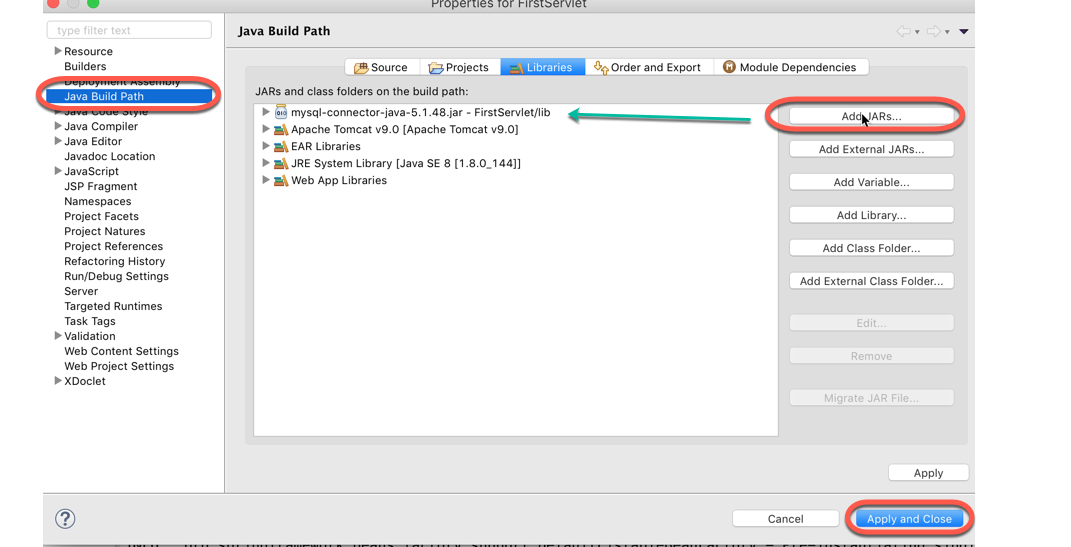 Properties for FirstServlet
type filter text
Java Build Path
Resource
Builders
Deployment Assembly
Java Build Path
Java Code Style
Java Compiler
Java Editor
Javadoc Location
JavaScript
JSP Fragment
Namespaces
Project Facets
Project Natures
Project References
Refactoring History
Run/Debug Settings
Server
Targeted Runtimes
Task Tags
Validation
Web Content Settings
Web Project Settings
XDoclet
Source Projects Libraries Order and Export Module Dependencies
JARs and class folders on the build path:
mysql-connector-java-5.1.48.jar - FirstServlet/lib
Apache Tomcat v9.0 [Apache Tomcat v9.0]
EAR Libraries
JRE System Library [Java SE 8 [1.8.0_144]]
Web App Libraries
Add JARs...
Add External JARs...
Add Variable...
Add Library...
Add Class Folder...
Add External Class Folder...
Edit...
Remove
Migrate JAR File...
Apply
Cancel Apply and Close